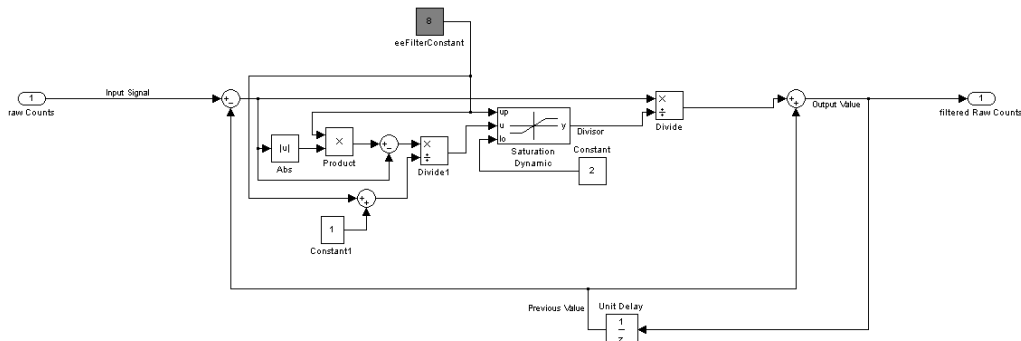 8
eeFilterConstant
1
raw Counts
Input Signal
+
−
|u|
Abs
×
Product
+
−
×
÷
Divide1
up
u
lo
y
Saturation
Dynamic
Divisor
Constant
2
×
÷
Divide
+
+
Output Value
1
filtered Raw Counts
+
+
1
Constant1
Previous Value
Unit Delay
1
z